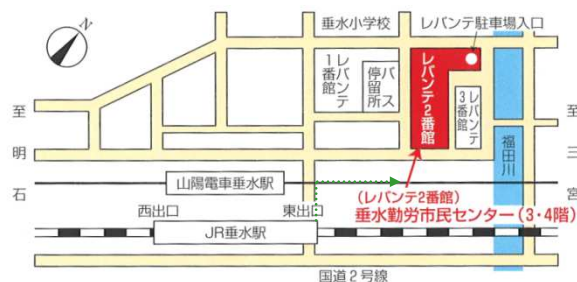 垂水小学校
レバンテ駐車場入口
レバンテ
1番館
バス
停留所
レバンテ2番館
レバンテ
3番館
福田川
至明石
至三宮
山陽電車垂水駅
(レバンテ2番館)
垂水勤労市民センター(3・4階)
西出口
東出口
JR垂水駅
国道2号線